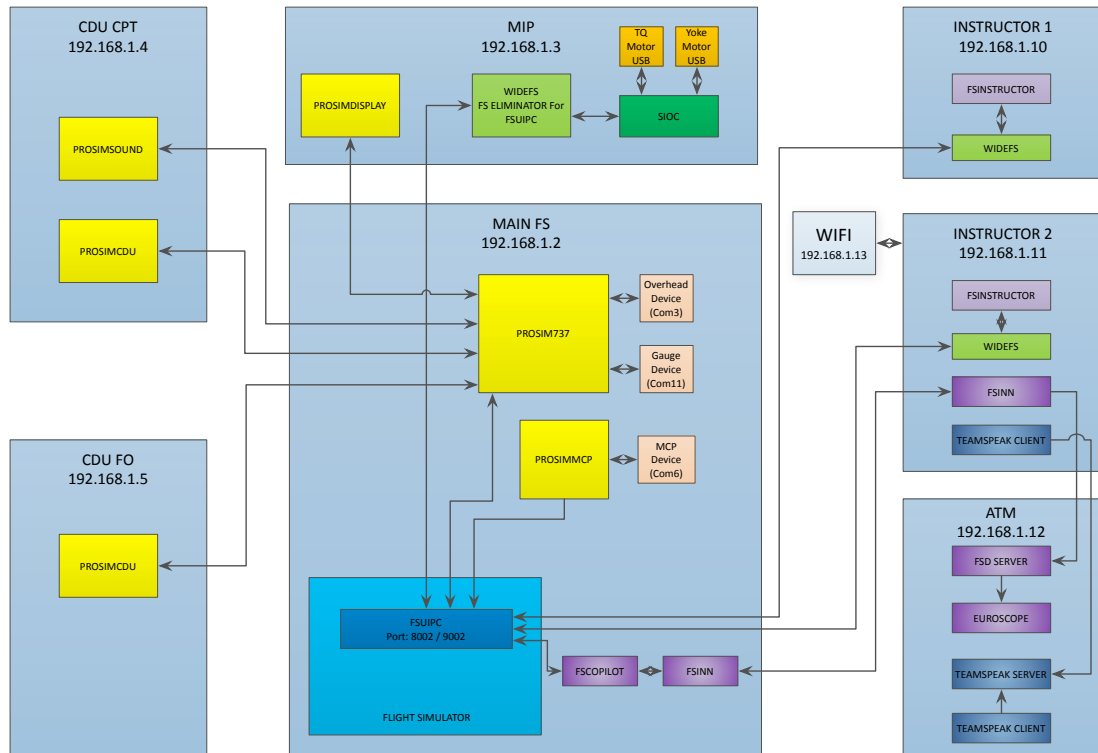 CDU CPT
192.168.1.4
PROSIMSOUND
PROSIMCDU
CDU FO
192.168.1.5
PROSIMCDU
MIP
192.168.1.3
PROSIMDISPLAY
WIDEFS
FS ELIMINATOR For
FSUIPC
TQ
Motor
USB
Yoke
Motor
USB
SIOC
MAIN FS
192.168.1.2
PROSIM737
Overhead
Device
(Com3)
Gauge
Device
(Com11)
PROSIMMCP
MCP
Device
(Com6)
FSUIPC
Port: 8002 / 9002
FLIGHT SIMULATOR
FSCOPILOT
FSINN
WIFI
192.168.1.13
INSTRUCTOR 1
192.168.1.10
FSINSTRUCTOR
WIDEFS
INSTRUCTOR 2
192.168.1.11
FSINSTRUCTOR
WIDEFS
FSINN
TEAMSPEAK CLIENT
ATM
192.168.1.12
FSD SERVER
EUROSCOPE
TEAMSPEAK SERVER
TEAMSPEAK CLIENT